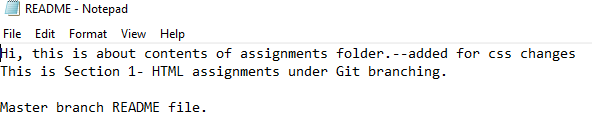 README - Notepad
File Edit Format View Help
Hi, this is about contents of assignments folder.--added for css changes
This is Section 1- HTML assignments under Git branching.

Master branch README file.